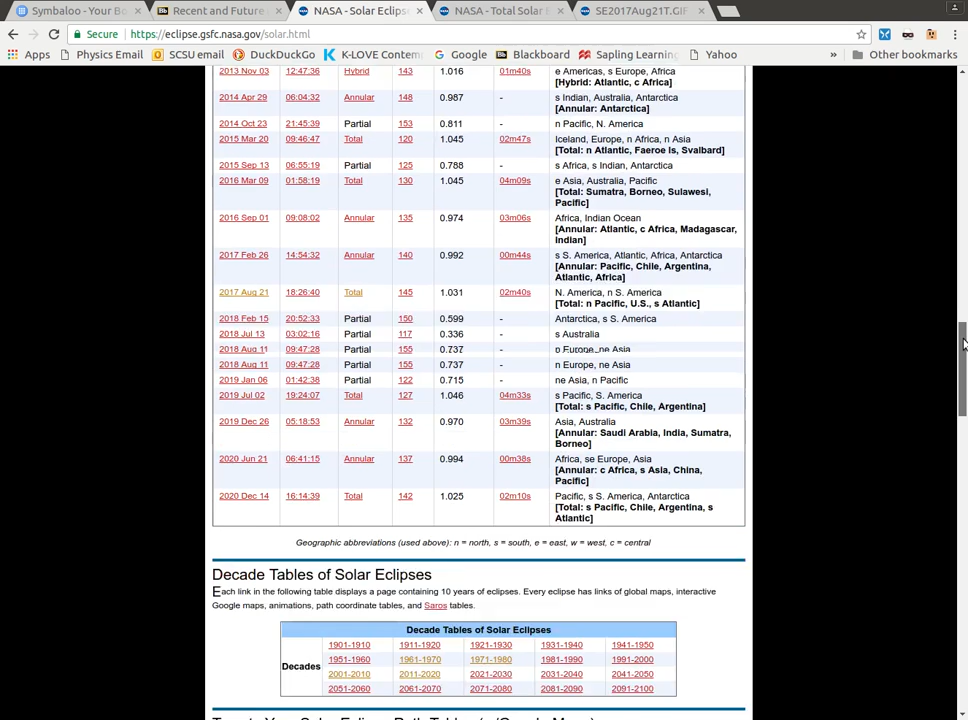 Symbaloo - Your Bo
Recent and Future
NASA - Solar Eclips
NASA - Total Solar
SE2017Aug21T.GIF
Secure https://eclipse.gsfc.nasa.gov/solar.html
Apps Physics Email SCSU email DuckDuckGo K-LOVE Contem Google Blackboard Sapling Learning Yahoo » Other bookmarks
2013 Nov 03 12:47:36 Hybrid 143 1.016 01m40s e Americas, s Europe, Africa
[Hybrid: Atlantic, c Africa]
2014 Apr 29 06:04:32 Annular 148 0.987 - s Indian, Australia, Antarctica
[Annular: Antarctica]
2014 Oct 23 21:45:39 Partial 153 0.811 - n Pacific, N. America
2015 Mar 20 09:46:47 Total 120 1.045 02m47s Iceland, Europe, n Africa, n Asia
[Total: n Atlantic, Faeroe Is, Svalbard]
2015 Sep 13 06:55:19 Partial 125 0.788 - s Africa, s Indian, Antarctica
2016 Mar 09 01:58:19 Total 130 1.045 04m09s e Asia, Australia, Pacific
[Total: Sumatra, Borneo, Sulawesi,
Pacific]
2016 Sep 01 09:08:02 Annular 135 0.974 03m06s Africa, Indian Ocean
[Annular: Atlantic, c Africa, Madagascar,
Indian]
2017 Feb 26 14:54:32 Annular 140 0.992 00m44s s S. America, Atlantic, Africa, Antarctica
[Annular: Pacific, Chile, Argentina,
Atlantic, Africa]
2017 Aug 21 18:26:40 Total 145 1.031 02m40s N. America, n S. America
[Total: n Pacific, U.S., s Atlantic]
2018 Feb 15 20:52:33 Partial 150 0.599 - Antarctica, s S. America
2018 Jul 13 03:02:16 Partial 117 0.336 - s Australia
2018 Aug 11 09:47:28 Partial 155 0.737 - n Europe, ne Asia
2018 Aug 11 09:47:28 Partial 155 0.737 - n Europe, ne Asia
2019 Jan 06 01:42:38 Partial 122 0.715 - ne Asia, n Pacific
2019 Jul 02 19:24:07 Total 127 1.046 04m33s s Pacific, S. America
[Total: s Pacific, Chile, Argentina]
2019 Dec 26 05:18:53 Annular 132 0.970 03m39s Asia, Australia
[Annular: Saudi Arabia, India, Sumatra,
Borneo]
2020 Jun 21 06:41:15 Annular 137 0.994 00m38s Africa, se Europe, Asia
[Annular: c Africa, s Asia, China,
Pacific]
2020 Dec 14 16:14:39 Total 142 1.025 02m10s Pacific, s S. America, Antarctica
[Total: s Pacific, Chile, Argentina, s
Atlantic]
Geographic abbreviations (used above): n = north, s = south, e = east, w = west, c = central
Decade Tables of Solar Eclipses
Each link in the following table displays a page containing 10 years of eclipses. Every eclipse has links of global maps, interactive
Google maps, animations, path coordinate tables, and Saros tables.
Decade Tables of Solar Eclipses
Decades
1901-1910 1911-1920 1921-1930 1931-1940 1941-1950
1951-1960 1961-1970 1971-1980 1981-1990 1991-2000
2001-2010 2011-2020 2021-2030 2031-2040 2041-2050
2051-2060 2061-2070 2071-2080 2081-2090 2091-2100